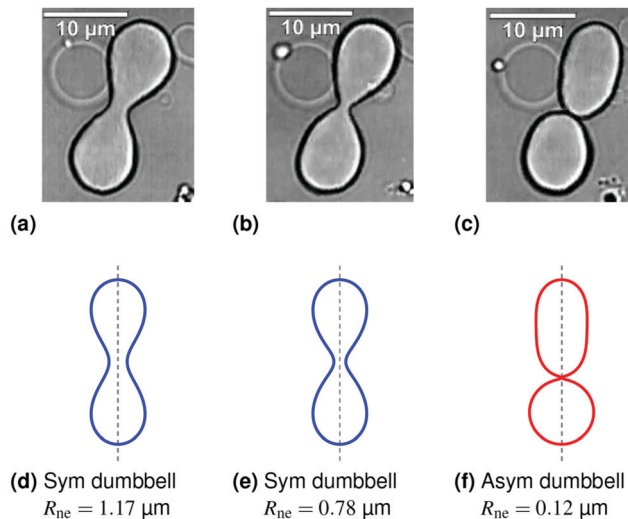 10 μm
10 μm
10 μm
(a)
(b)
(c)
(d) Sym dumbbell
R_ne = 1.17 μm
(e) Sym dumbbell
R_ne = 0.78 μm
(f) Asym dumbbell
R_ne = 0.12 μm